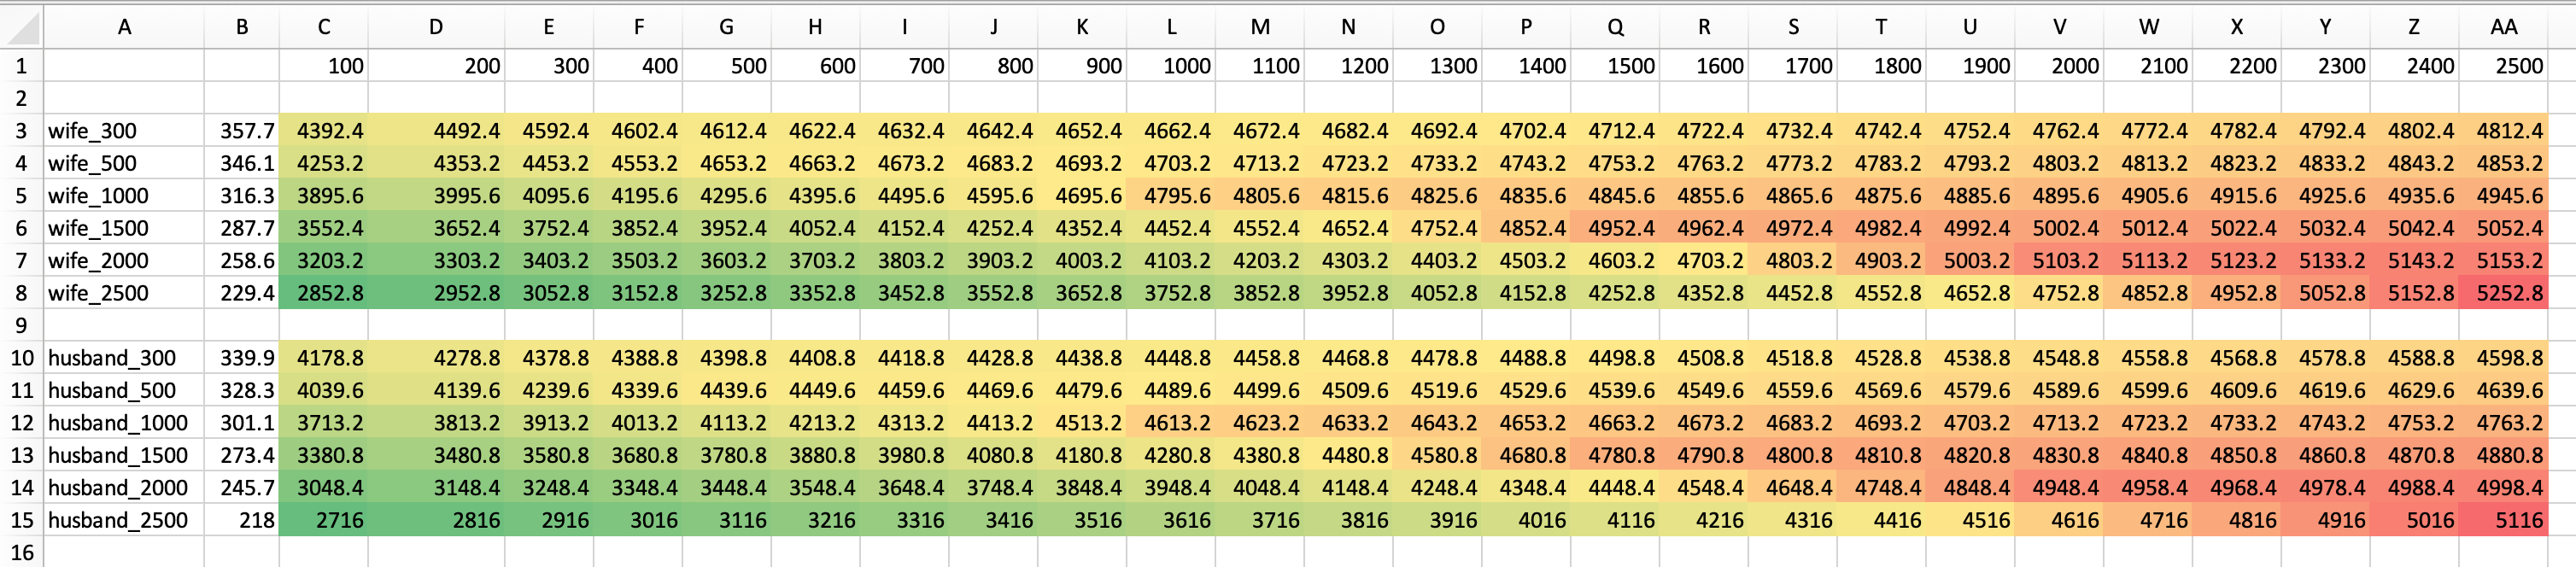 A B C D E F G H I J K L M N O P Q R S T U V W X Y Z AA
1 100 200 300 400 500 600 700 800 900 1000 1100 1200 1300 1400 1500 1600 1700 1800 1900 2000 2100 2200 2300 2400 2500
2
3 wife_300 357.7 4392.4 4492.4 4592.4 4602.4 4612.4 4622.4 4632.4 4642.4 4652.4 4662.4 4672.4 4682.4 4692.4 4702.4 4712.4 4722.4 4732.4 4742.4 4752.4 4762.4 4772.4 4782.4 4792.4 4802.4 4812.4
4 wife_500 346.1 4253.2 4353.2 4453.2 4553.2 4653.2 4663.2 4673.2 4683.2 4693.2 4703.2 4713.2 4723.2 4733.2 4743.2 4753.2 4763.2 4773.2 4783.2 4793.2 4803.2 4813.2 4823.2 4833.2 4843.2 4853.2
5 wife_1000 316.3 3895.6 3995.6 4095.6 4195.6 4295.6 4395.6 4495.6 4595.6 4695.6 4795.6 4805.6 4815.6 4825.6 4835.6 4845.6 4855.6 4865.6 4875.6 4885.6 4895.6 4905.6 4915.6 4925.6 4935.6 4945.6
6 wife_1500 287.7 3552.4 3652.4 3752.4 3852.4 3952.4 4052.4 4152.4 4252.4 4352.4 4452.4 4552.4 4652.4 4752.4 4852.4 4952.4 4962.4 4972.4 4982.4 4992.4 5002.4 5012.4 5022.4 5032.4 5042.4 5052.4
7 wife_2000 258.6 3203.2 3303.2 3403.2 3503.2 3603.2 3703.2 3803.2 3903.2 4003.2 4103.2 4203.2 4303.2 4403.2 4503.2 4603.2 4703.2 4803.2 4903.2 5003.2 5103.2 5113.2 5123.2 5133.2 5143.2 5153.2
8 wife_2500 229.4 2852.8 2952.8 3052.8 3152.8 3252.8 3352.8 3452.8 3552.8 3652.8 3752.8 3852.8 3952.8 4052.8 4152.8 4252.8 4352.8 4452.8 4552.8 4652.8 4752.8 4852.8 4952.8 5052.8 5152.8 5252.8
9
10 husband_300 339.9 4178.8 4278.8 4378.8 4388.8 4398.8 4408.8 4418.8 4428.8 4438.8 4448.8 4458.8 4468.8 4478.8 4488.8 4498.8 4508.8 4518.8 4528.8 4538.8 4548.8 4558.8 4568.8 4578.8 4588.8 4598.8
11 husband_500 328.3 4039.6 4139.6 4239.6 4339.6 4439.6 4449.6 4459.6 4469.6 4479.6 4489.6 4499.6 4509.6 4519.6 4529.6 4539.6 4549.6 4559.6 4569.6 4579.6 4589.6 4599.6 4609.6 4619.6 4629.6 4639.6
12 husband_1000 301.1 3713.2 3813.2 3913.2 4013.2 4113.2 4213.2 4313.2 4413.2 4513.2 4613.2 4623.2 4633.2 4643.2 4653.2 4663.2 4673.2 4683.2 4693.2 4703.2 4713.2 4723.2 4733.2 4743.2 4753.2 4763.2
13 husband_1500 273.4 3380.8 3480.8 3580.8 3680.8 3780.8 3880.8 3980.8 4080.8 4180.8 4280.8 4380.8 4480.8 4580.8 4680.8 4780.8 4790.8 4800.8 4810.8 4820.8 4830.8 4840.8 4850.8 4860.8 4870.8 4880.8
14 husband_2000 245.7 3048.4 3148.4 3248.4 3348.4 3448.4 3548.4 3648.4 3748.4 3848.4 3948.4 4048.4 4148.4 4248.4 4348.4 4448.4 4548.4 4648.4 4748.4 4848.4 4948.4 4958.4 4968.4 4978.4 4988.4 4998.4
15 husband_2500 218 2716 2816 2916 3016 3116 3216 3316 3416 3516 3616 3716 3816 3916 4016 4116 4216 4316 4416 4516 4616 4716 4816 4916 5016 5116
16